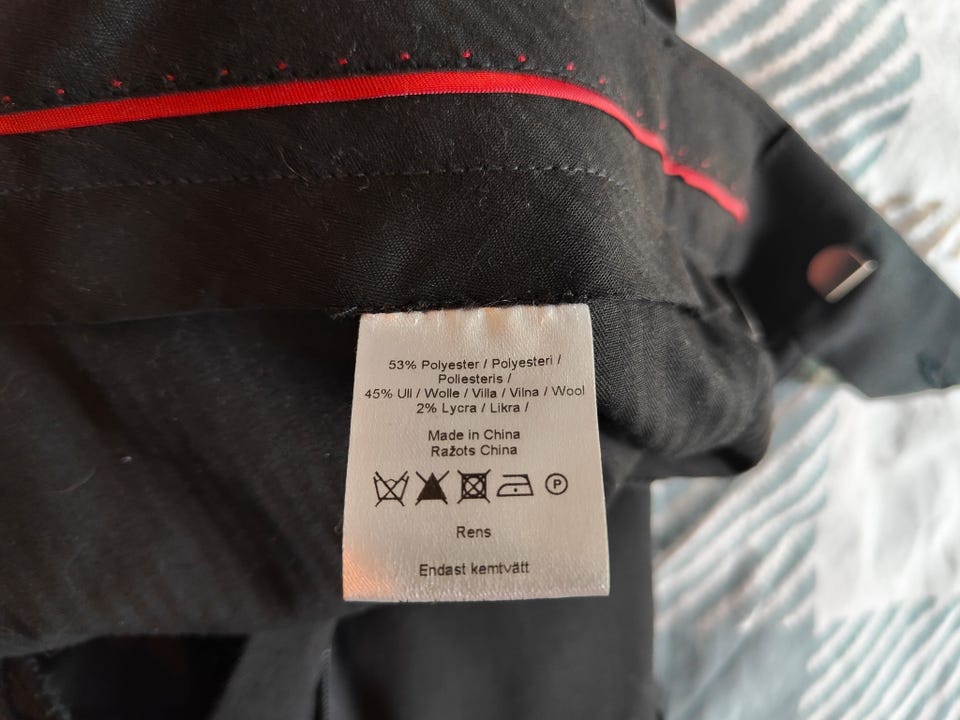 53% Polyester / Polyesteri /
Poliesteris /
45% Ull / Wolle / Villa / Vilna / Wool
2% Lycra / Likra /
Made in China
Ražots China
P
Rens
Endast kemtvätt